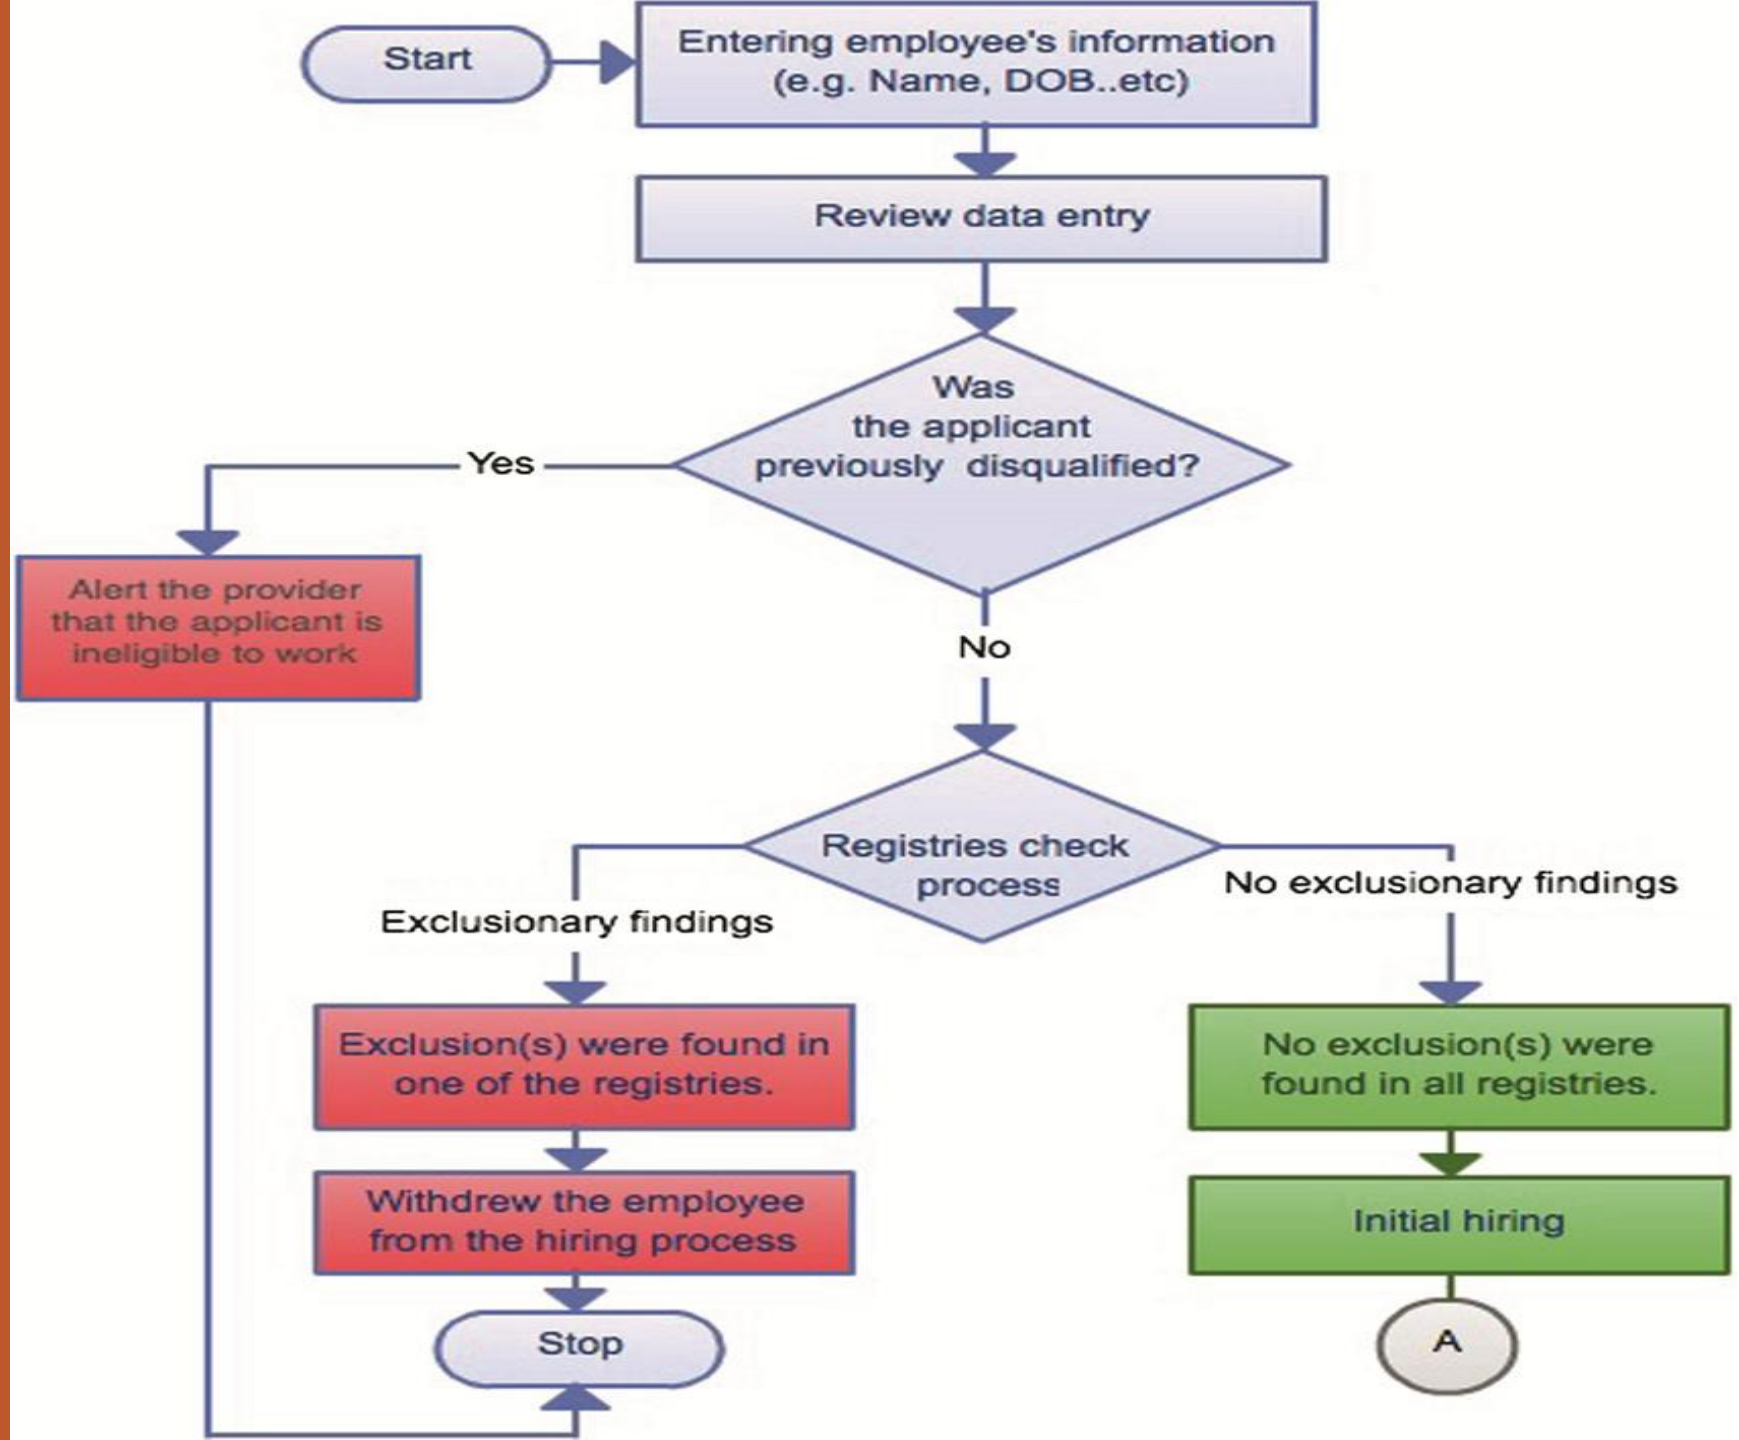 Start
Entering employee's information
(e.g. Name, DOB..etc)
Review data entry
Was
the applicant
previously disqualified?
Yes
Alert the provider
that the applicant is
ineligible to work
No
Registries check
process
Exclusionary findings
No exclusionary findings
Exclusion(s) were found in
one of the registries.
No exclusion(s) were
found in all registries.
Withdrew the employee
from the hiring process
Initial hiring
Stop
A